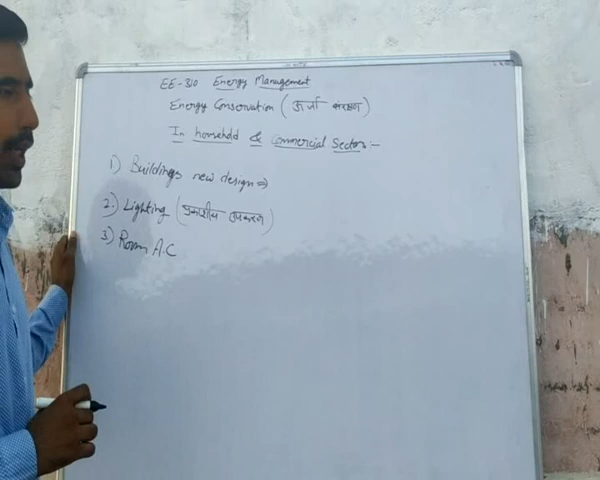 EE-310 Energy Management
Energy Conservation (ऊर्जा संरक्षण)
In household & commercial Sector:-
1) Buildings new design ⇒
2) Lighting (प्रकाशीय उपकरण)
3) Room A.C